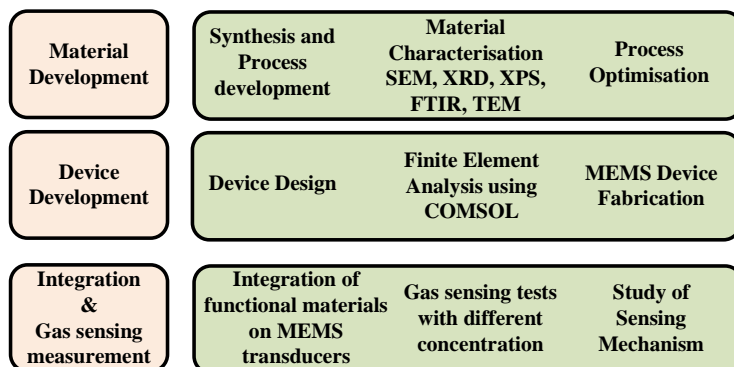 Material
Development
Synthesis and
Process
development
Material
Characterisation
SEM, XRD, XPS,
FTIR, TEM
Process
Optimisation
Device
Development
Device Design
Finite Element
Analysis using
COMSOL
MEMS Device
Fabrication
Integration
&
Gas sensing
measurement
Integration of
functional materials
on MEMS
transducers
Gas sensing tests
with different
concentration
Study of
Sensing
Mechanism